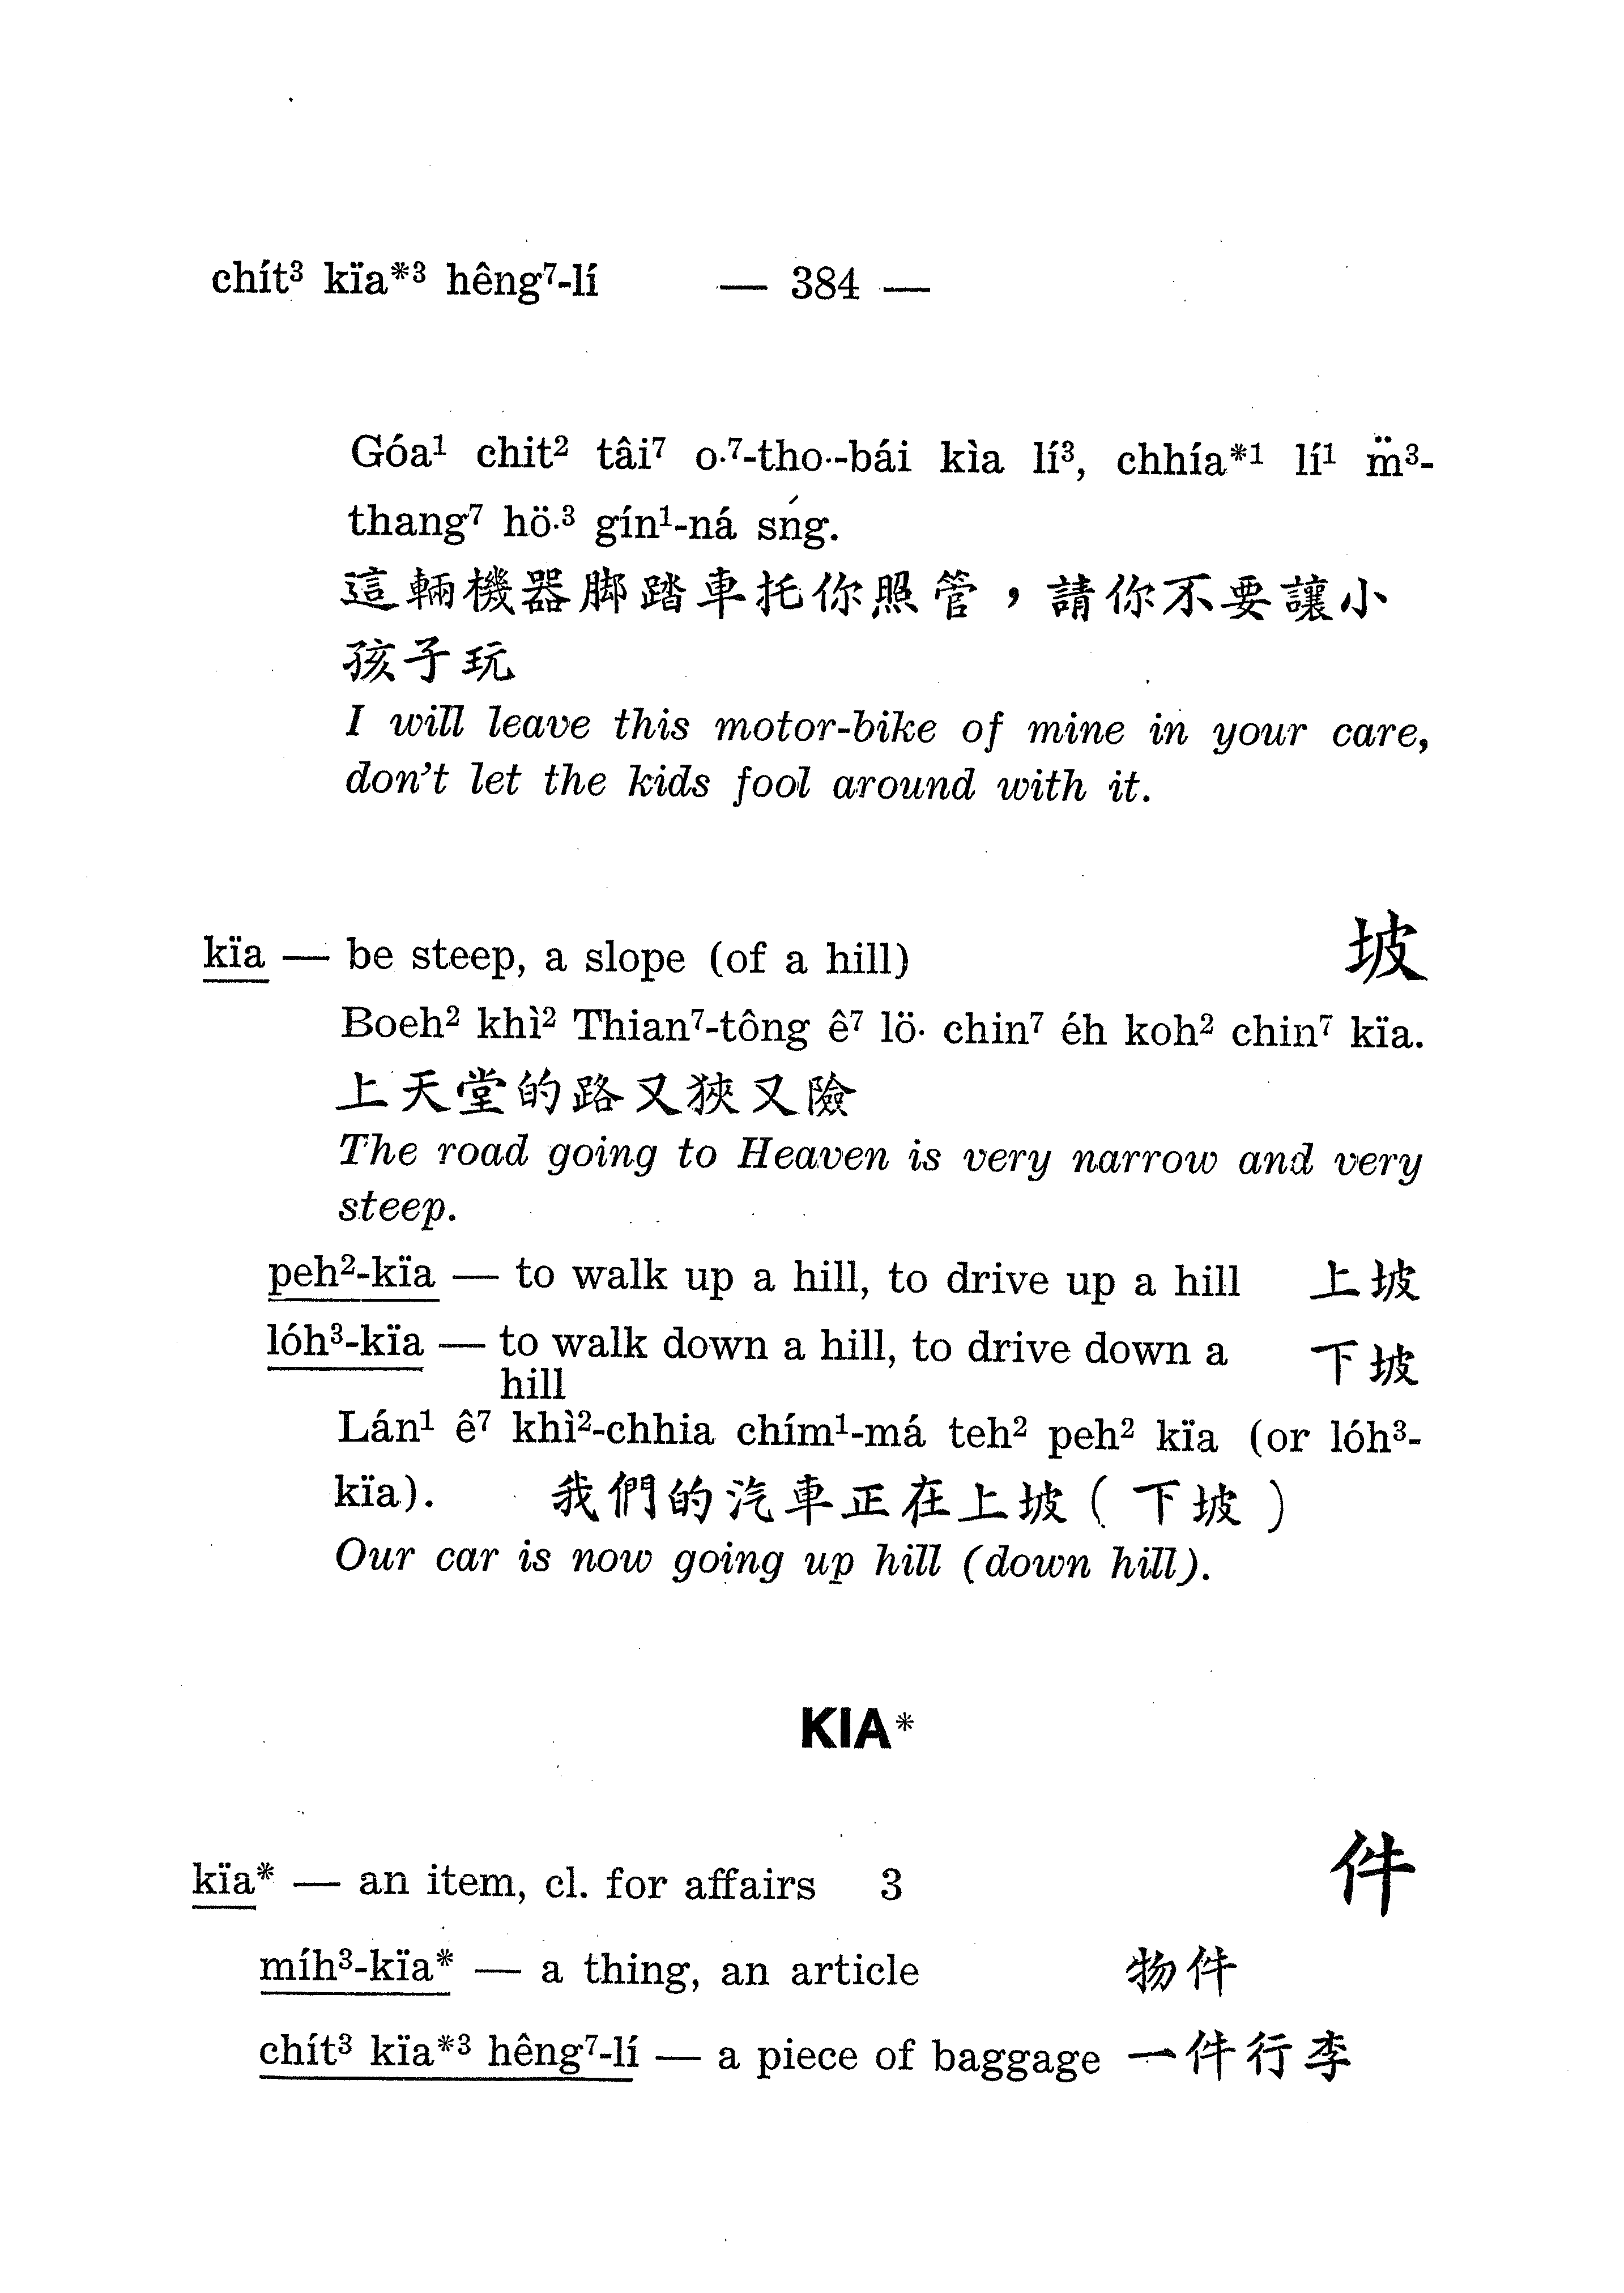 chít³ kïa*³ hêng⁷-lí — 384 —
Góa¹ chit² tâi⁷ o·⁷-tho·-bái kìa lí³, chhía*¹ lí¹ m̈³-
thang⁷ hö·³ gín¹-ná sńg.
這輛機器脚踏車托你照管，請你不要讓小
孩子玩
I will leave this motor-bike of mine in your care,
don't let the kids fool around with it.
kïa — be steep, a slope (of a hill) 坡
Boeh² khì² Thian⁷-tông ê⁷ lö· chin⁷ éh koh² chin⁷ kïa.
上天堂的路又狹又險
The road going to Heaven is very narrow and very
steep.
peh²-kïa — to walk up a hill, to drive up a hill 上坡
lóh³-kïa — to walk down a hill, to drive down a 下坡
hill
Lán¹ ê⁷ khì²-chhia chím¹-má teh² peh² kïa (or lóh³-
kïa). 我們的汽車正在上坡(下坡)
Our car is now going up hill (down hill).
KIA*
kïa* — an item, cl. for affairs 3 件
míh³-kïa* — a thing, an article 物件
chít³ kïa*³ hêng⁷-lí — a piece of baggage 一件行李